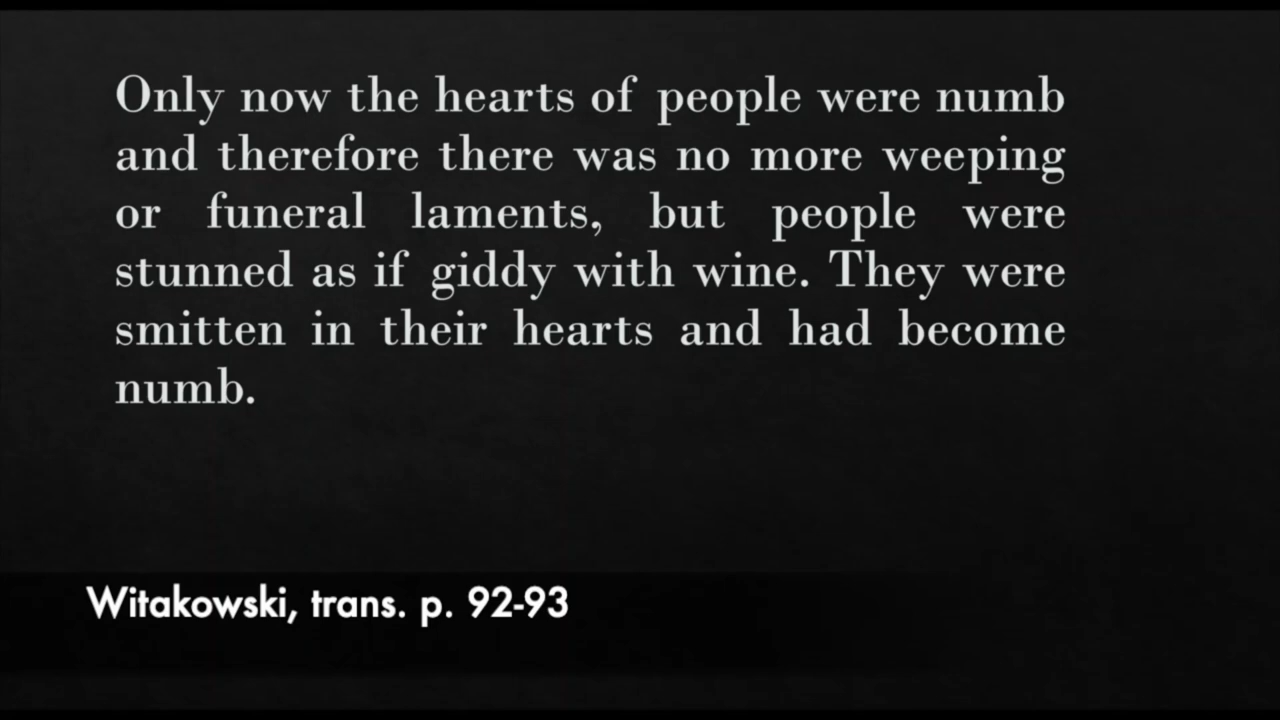 Only now the hearts of people were numb
and therefore there was no more weeping
or funeral laments, but people were
stunned as if giddy with wine. They were
smitten in their hearts and had become
numb.
Witakowski, trans. p. 92-93